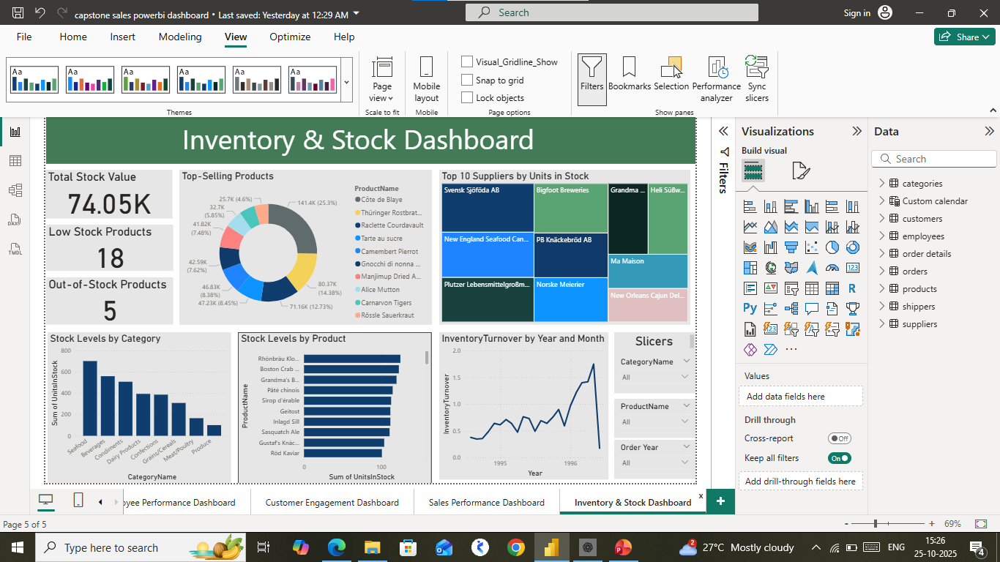 capstone sales powerbi dashboard • Last saved: Yesterday at 12:29 AM
Search
Sign in
File
Home
Insert
Modeling
View
Optimize
Help
Share
Aa
Aa
Aa
Aa
Aa
Aa
Themes
Page
view
Scale to fit
Mobile
layout
Mobile
Visual_Gridline_Show
Snap to grid
Lock objects
Page options
Filters
Bookmarks
Selection
Performance
analyzer
Sync
slicers
Show panes
Inventory & Stock Dashboard
Total Stock Value
74.05K
Low Stock Products
18
Out-of-Stock Products
5
Top-Selling Products
25.7K (4.6%)
32.7K
(5.85%)
41.82K
(7.48%)
42.59K
(7.62%)
46.83K
(8.38%)
47.23K (8.45%)
71.16K (12.73%)
80.37K
(14.38%)
141.4K (25.3%)
ProductName
Côte de Blaye
Thüringer Rostbrat...
Raclette Courdavault
Tarte au sucre
Camembert Pierrot
Gnocchi di nonna ...
Manjimup Dried A...
Alice Mutton
Carnarvon Tigers
Rössle Sauerkraut
Top 10 Suppliers by Units in Stock
Svensk Sjöföda AB
New England Seafood Can...
Plutzer Lebensmittelgroßm...
Bigfoot Breweries
PB Knäckebröd AB
Norske Meierier
Grandma ...
Heli Süßw...
Ma Maison
New Orleans Cajun Del...
Stock Levels by Category
Sum of UnitsInStock
800
600
400
200
0
Seafood
Beverages
Condiments
Dairy Products
Confections
Grains/Cereals
Meat/Poultry
Produce
CategoryName
Stock Levels by Product
ProductName
Rhönbräu Klo...
Boston Crab ...
Grandma's B...
Pâté chinois
Sirop d'érable
Geitost
Inlagd Sill
Sasquatch Ale
Gustaf's Knäc...
Röd Kaviar
0
100
Sum of UnitsInStock
InventoryTurnover by Year and Month
InventoryTurnover
2.0
1.5
1.0
0.5
0.0
1995
1996
Year
Slicers
CategoryName
All
ProductName
All
Order Year
All
Filters
Visualizations
Build visual
123
R
Py
123
...
Values
Add data fields here
Drill through
Cross-report
Off
Keep all filters
On
Add drill-through fields here
Data
Search
categories
Custom calendar
customers
employees
order details
orders
products
shippers
suppliers
DAX
TMDL
oyee Performance Dashboard
Customer Engagement Dashboard
Sales Performance Dashboard
Inventory & Stock Dashboard
x
+
Page 5 of 5
-
+
69%
Type here to search
2
27°C Mostly cloudy
ENG
15:26
25-10-2025
4